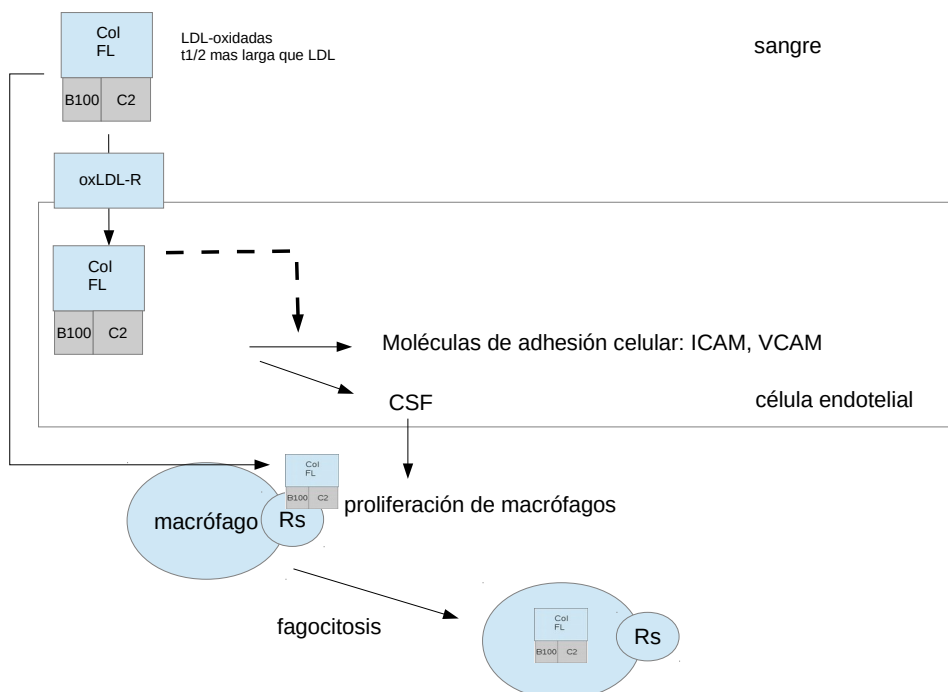 Col
FL
LDL-oxidadas
t1/2 mas larga que LDL
sangre
B100
C2
oxLDL-R
Col
FL
B100
C2
Moléculas de adhesión celular: ICAM, VCAM
CSF
célula endotelial
Col
FL
B100
C2
macrófago
Rs
proliferación de macrófagos
fagocitosis
Col
FL
B100
C2
Rs